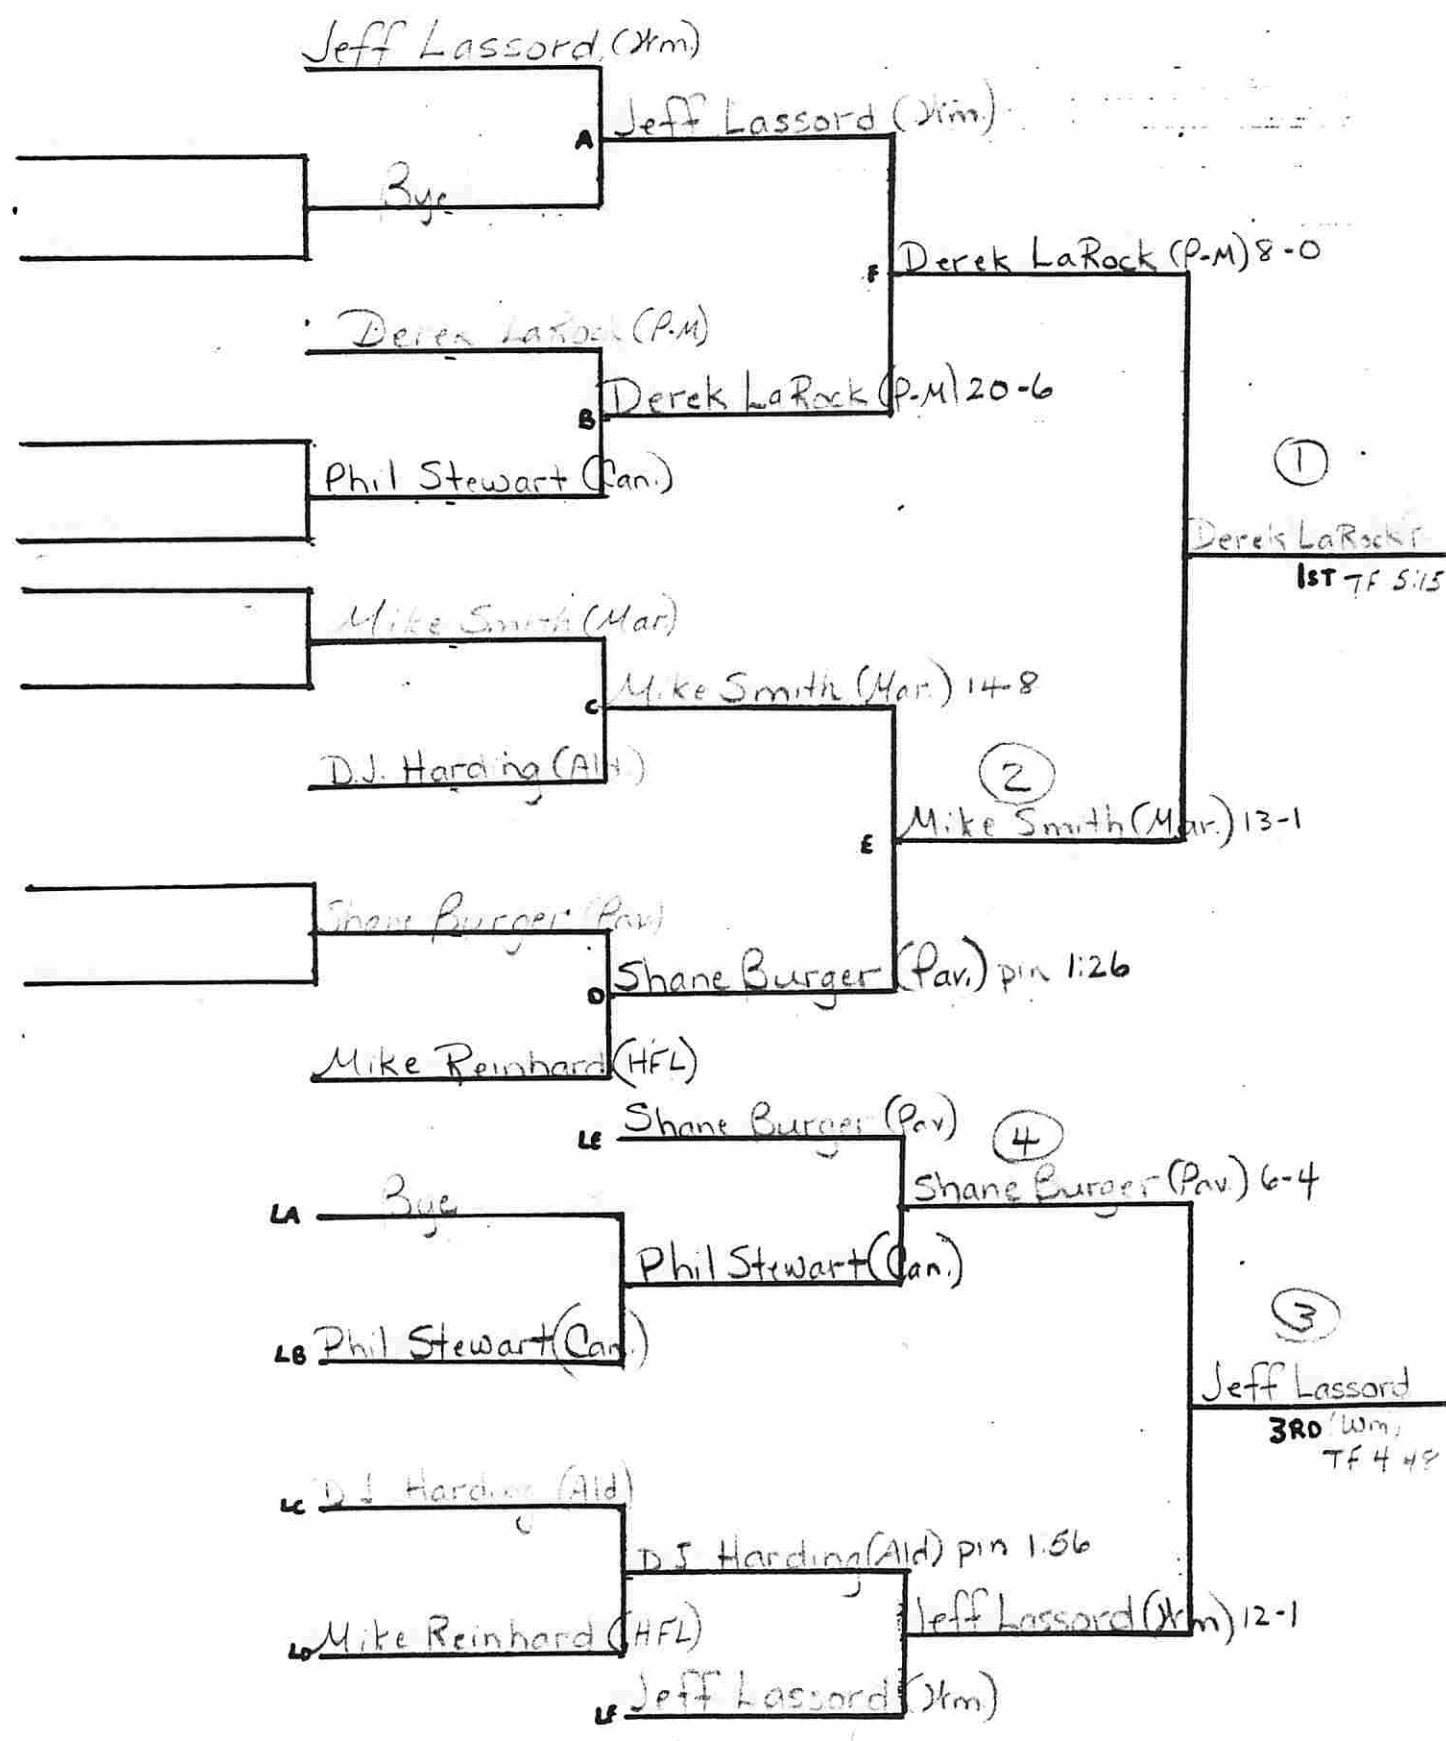 Jeff Lassord (Wm)
Jeff Lassord (Wm)
A
Bye
Derek LaRock (P-M) 8-0
F
Derek LaRock (P.M)
Derek LaRock (P-M) 20-6
B
1
Phil Stewart (Can.)
Derek LaRock
1ST TF 5:15
Mike Smith (Mar)
Mike Smith (Mar.) 14-8
C
D.J. Harding
2
Mike Smith (Mar.) 13-1
E
Shane Burger (Pav)
Shane Burger (Pav.) pin 1:26
D
Mike Reinhard (HFL)
LE Shane Burger (Pav)
4
Shane Burger (Pav.) 6-4
LA Bye
Phil Stewart (Can.)
3
LB Phil Stewart (Can.)
Jeff Lassord
3RD (Wm)
TF 4 48
LC DJ Harding (Ald)
DJ Harding (Ald) pin 1:56
Jeff Lassord (Wm) 12-1
LD Mike Reinhard (HFL)
LF Jeff Lassord (Wm)